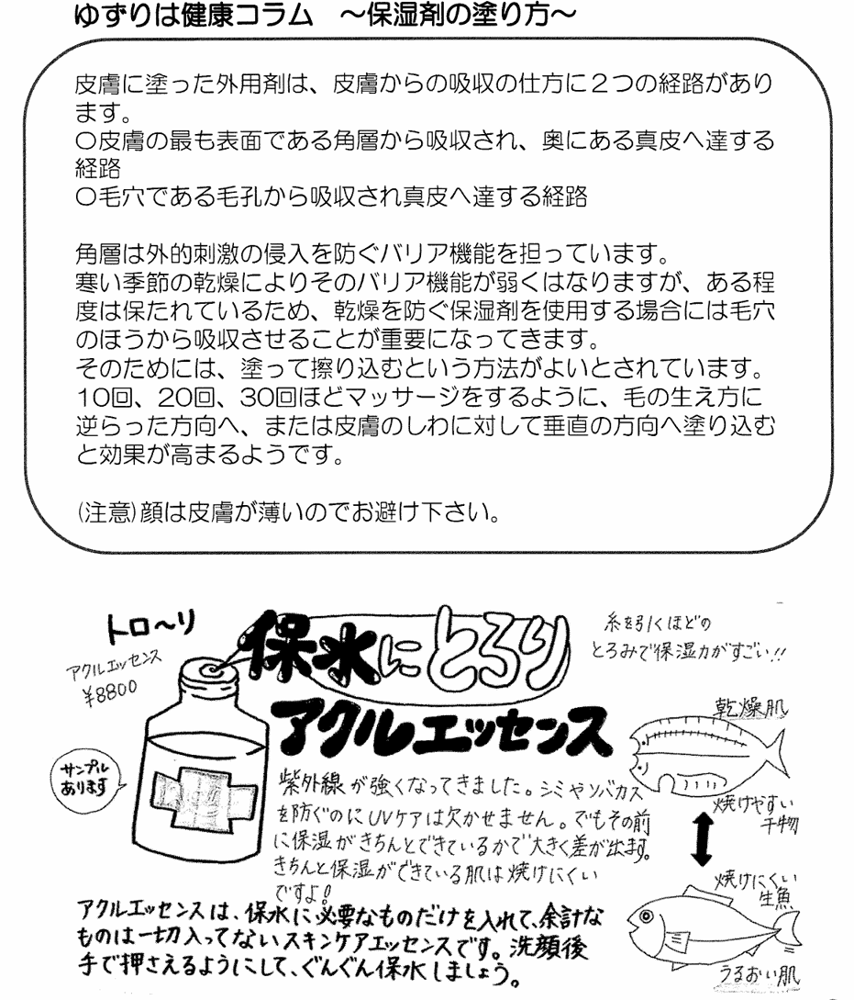 ゆずりは健康コラム　～保湿剤の塗り方～
皮膚に塗った外用剤は、皮膚からの吸収の仕方に２つの経路があり
ます。
〇皮膚の最も表面である角層から吸収され、奥にある真皮へ達する
経路
〇毛穴である毛孔から吸収され真皮へ達する経路
角層は外的刺激の侵入を防ぐバリア機能を担っています。
寒い季節の乾燥によりそのバリア機能が弱くはなりますが、ある程
度は保たれているため、乾燥を防ぐ保湿剤を使用する場合には毛穴
のほうから吸収させることが重要になってきます。
そのためには、塗って擦り込むという方法がよいとされています。
10回、20回、30回ほどマッサージをするように、毛の生え方に
逆らった方向へ、または皮膚のしわに対して垂直の方向へ塗り込む
と効果が高まるようです。
(注意)顔は皮膚が薄いのでお避け下さい。
トロ～リ
アクルエッセンス
¥8800
サンプル
あります
保水にとろり
アクルエッセンス
糸を引くほどの
とろみで保湿力がすごい!!
紫外線が強くなってきました。シミやソバカス
を防ぐのにUVケアは欠かせません。でもその前
に保湿がきちんとできているかで大きく差が出ます。
きちんと保湿ができている肌は焼けにくい
ですよ!
乾燥肌
焼けやすい
干物
焼けにくい
生魚
うるおい肌
アクルエッセンスは、保水に必要なものだけを入れて、余計な
ものは一切入ってないスキンケアエッセンスです。洗顔後
手で押さえるようにして、ぐんぐん保水しましょう。